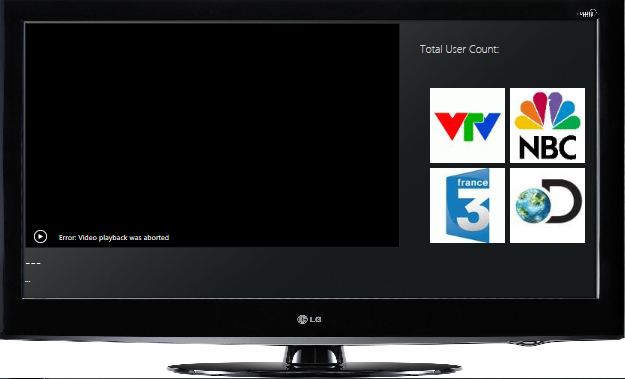 Total User Count:
VTV
NBC
france
3
D
Error: Video playback was aborted
---
...
LG